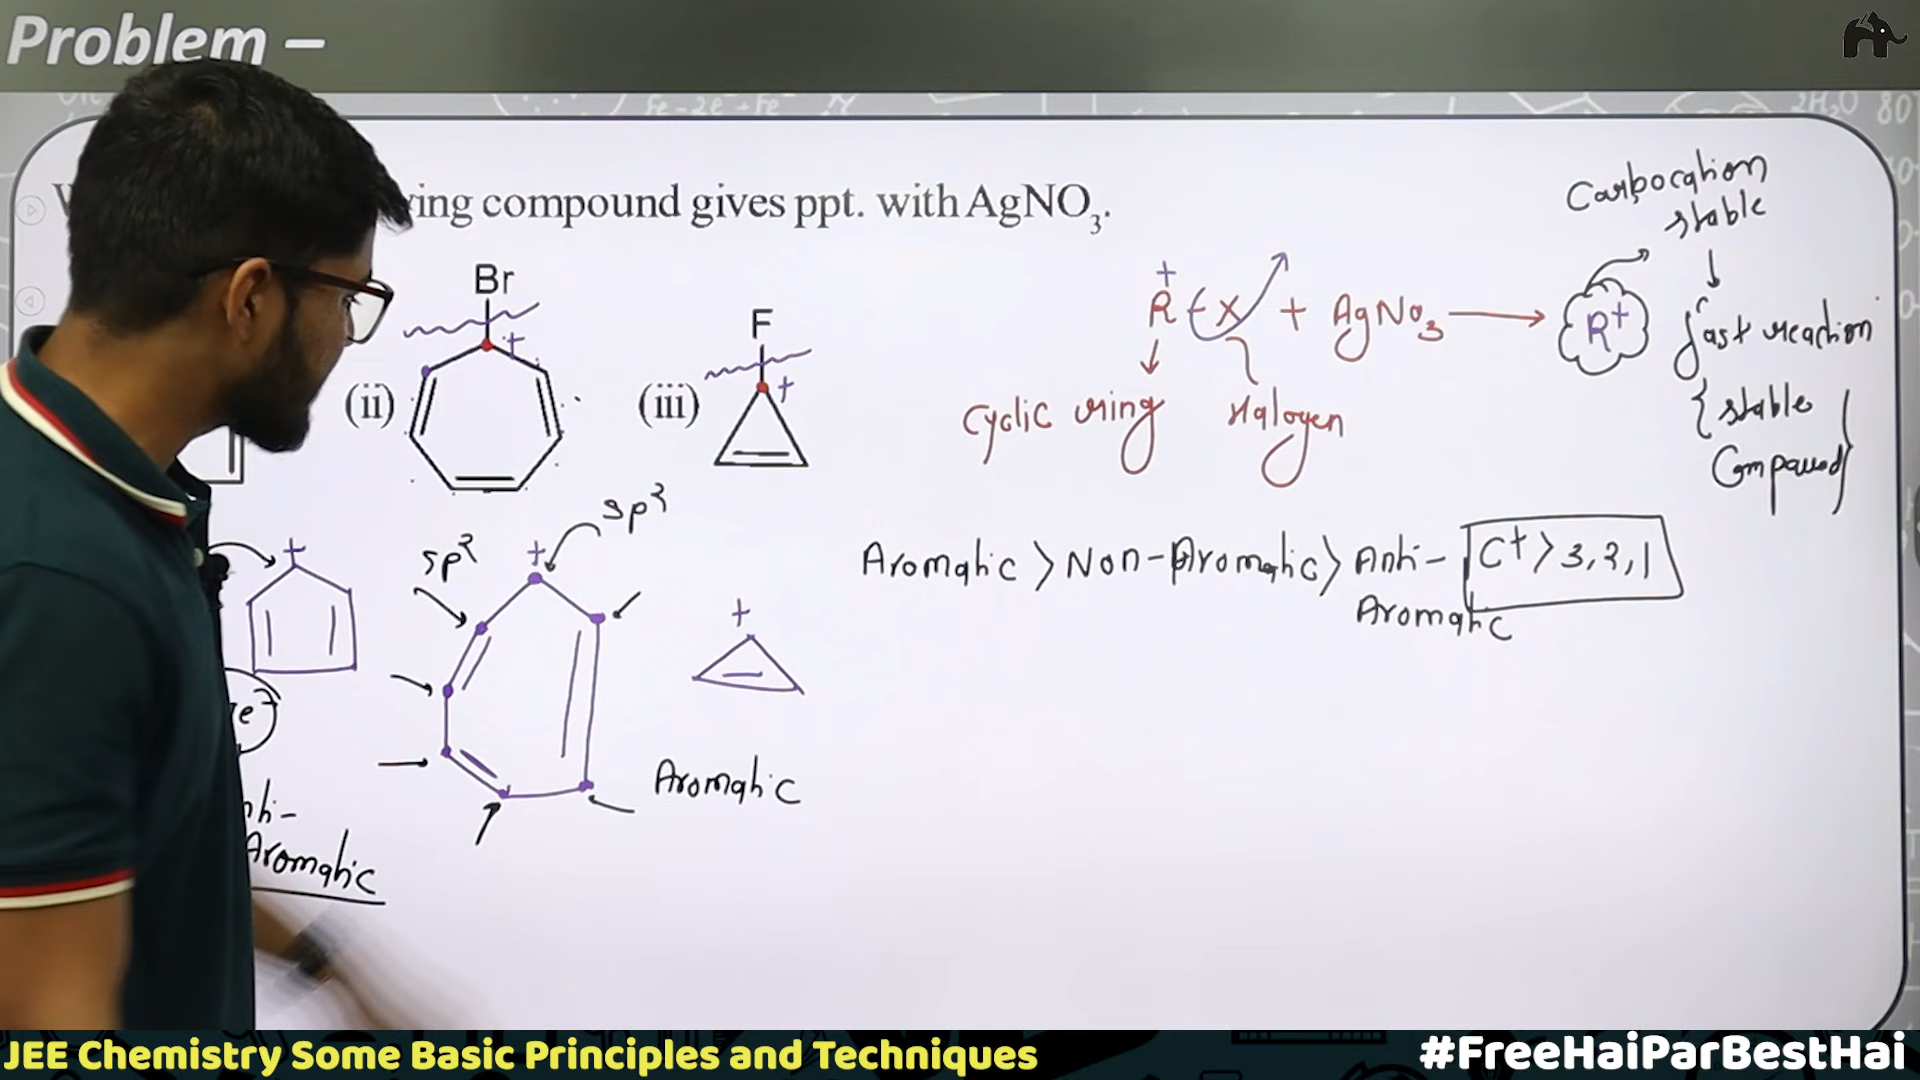 Problem –
ving compound gives ppt. with AgNO3.
Br
(ii)
+
F
(iii)
+
+
R – X + AgNO3 → R+
Cyclic ring
Halogen
Carbocation
stable
↓
fast reaction
{ stable
Compound }
Aromatic > Non-Aromatic > Anti-
Aromatic
C+ > 3, 2, 1
+
sp2
+
sp2
+
e-
Aromatic
nti-
Aromatic
JEE Chemistry Some Basic Principles and Techniques
#FreeHaiParBestHai